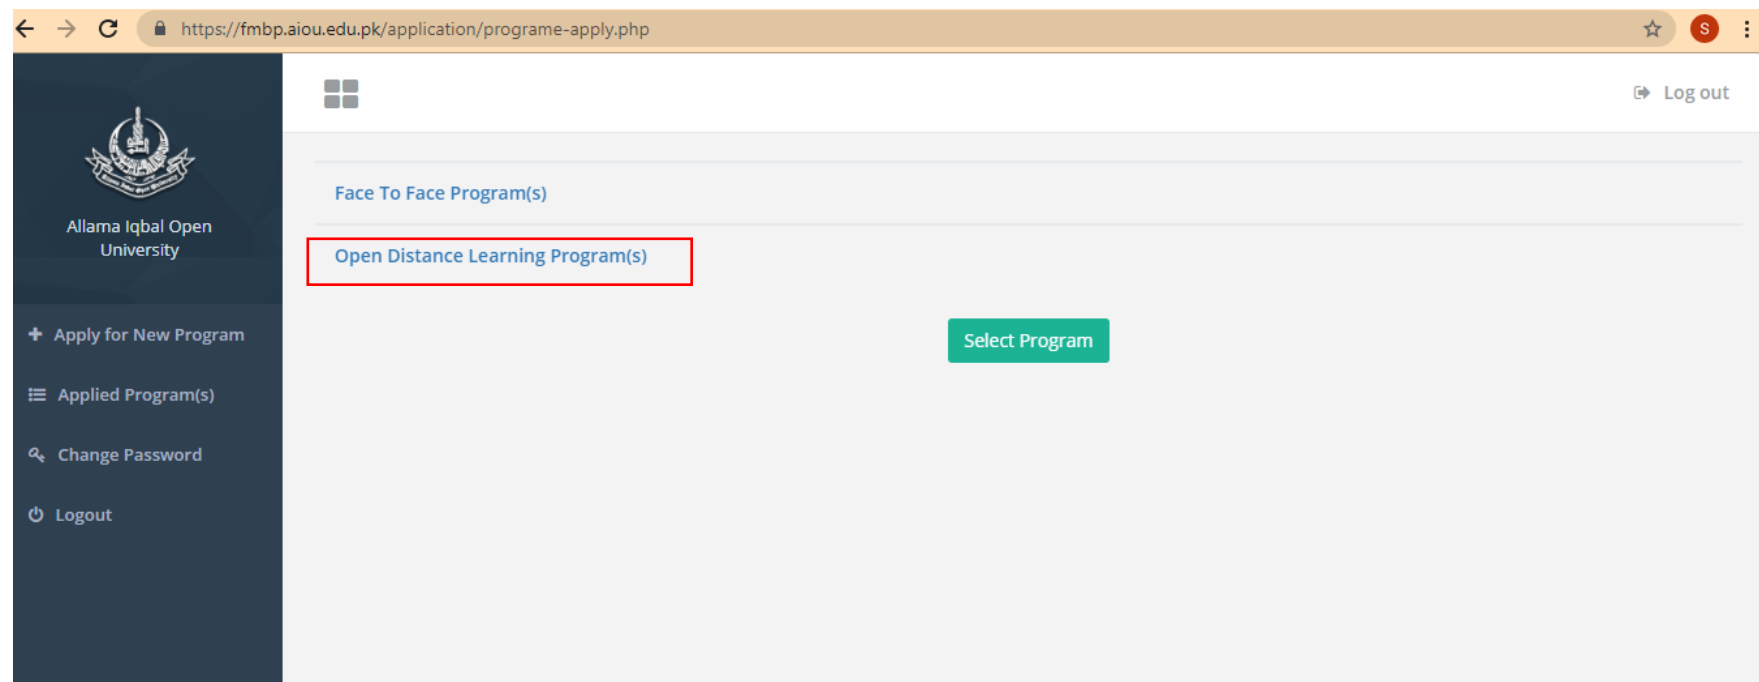 https://fmbp.aiou.edu.pk/application/programe-apply.php
S
Log out
Allama Iqbal Open
University
Face To Face Program(s)
Open Distance Learning Program(s)
Select Program
Apply for New Program
Applied Program(s)
Change Password
Logout